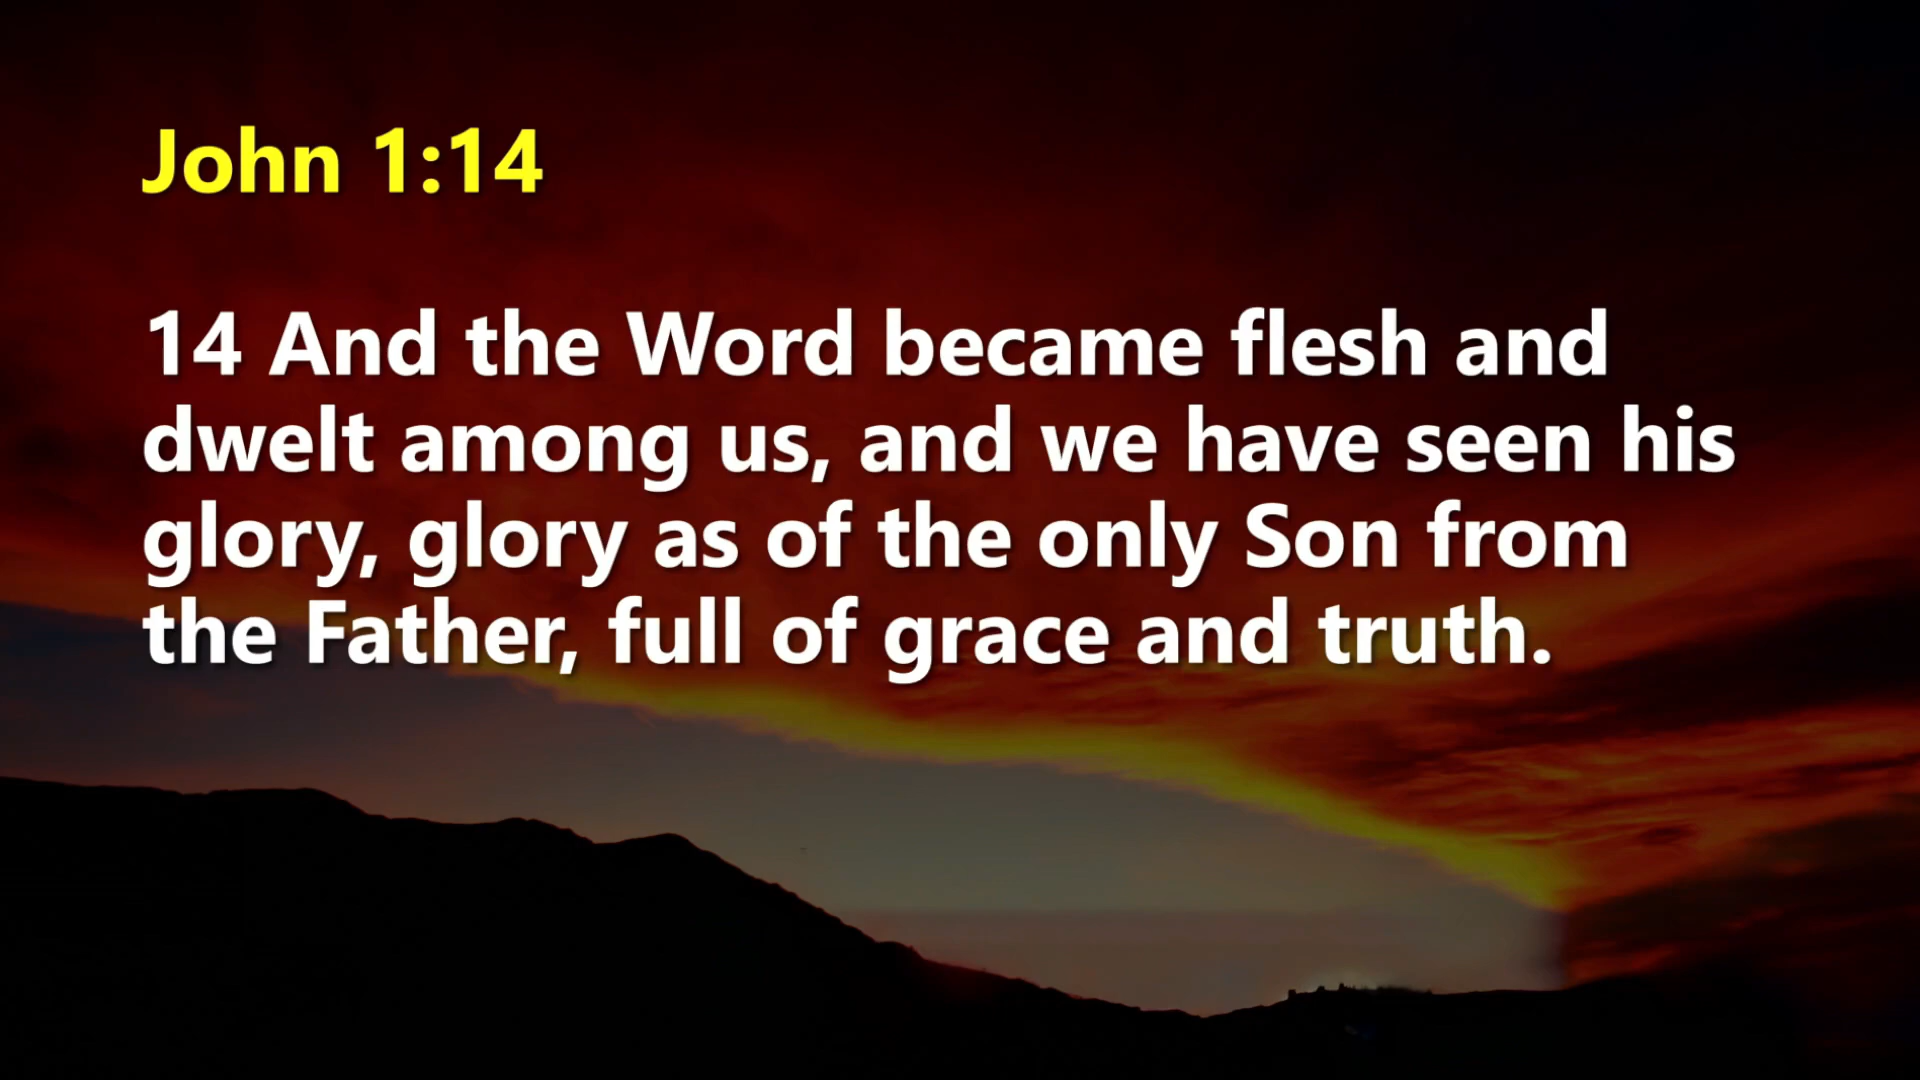 John 1:14
14 And the Word became flesh and
dwelt among us, and we have seen his
glory, glory as of the only Son from
the Father, full of grace and truth.